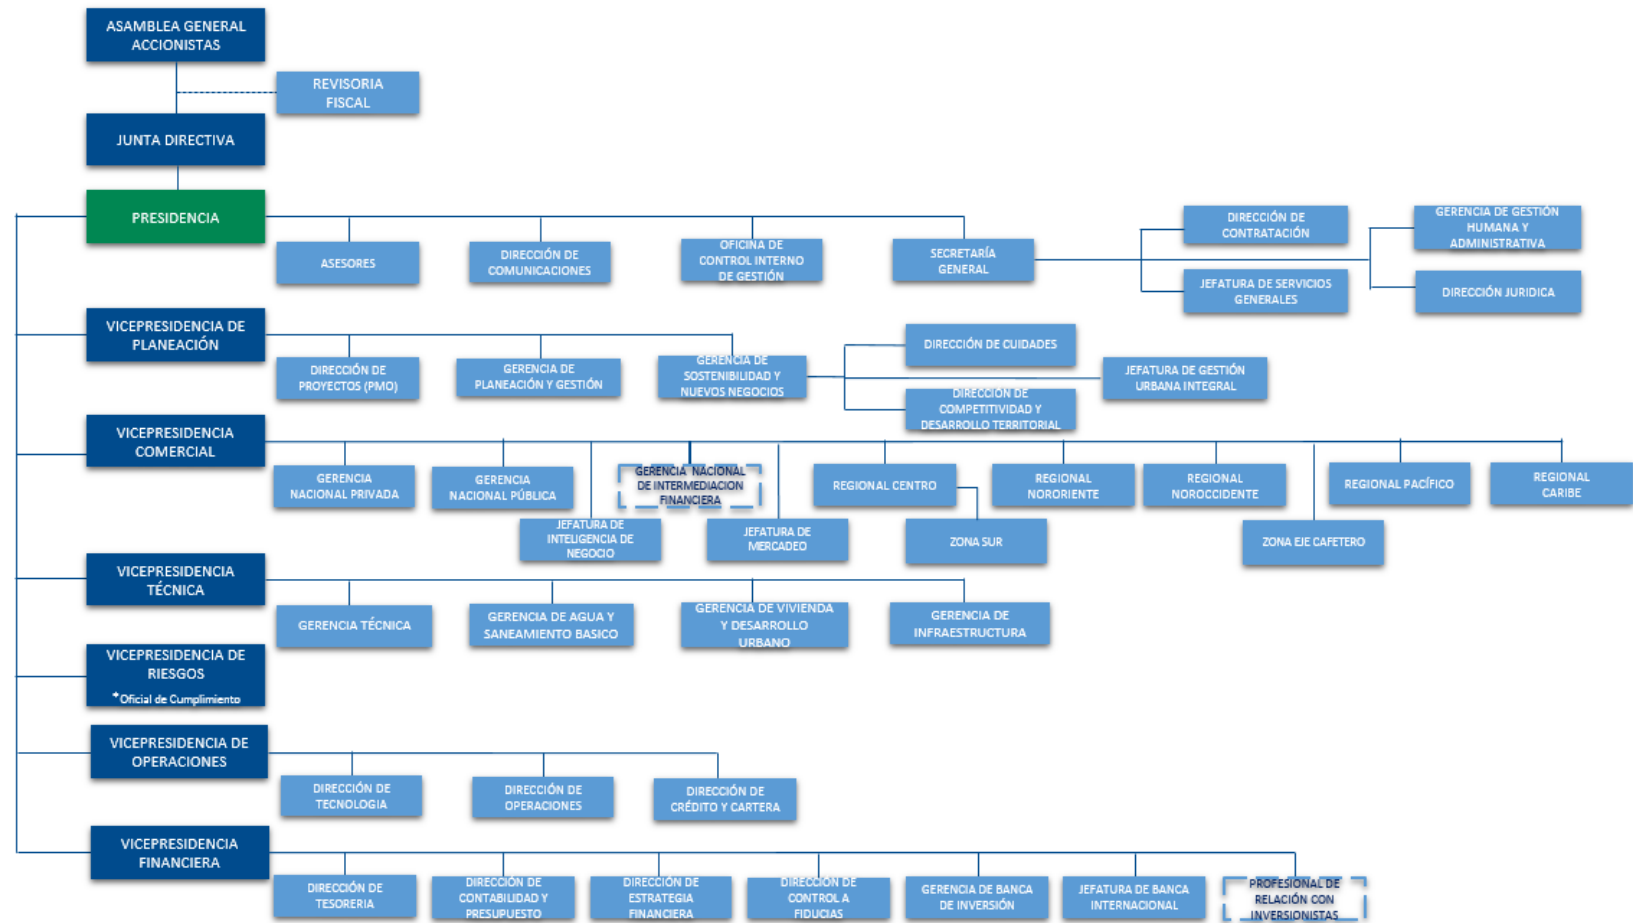 ASAMBLEA GENERAL
ACCIONISTAS
REVISORIA
FISCAL
JUNTA DIRECTIVA
PRESIDENCIA
ASESORES
DIRECCIÓN DE
COMUNICACIONES
OFICINA DE
CONTROL INTERNO
DE GESTIÓN
SECRETARÍA
GENERAL
DIRECCIÓN DE
CONTRATACIÓN
GERENCIA DE GESTIÓN
HUMANA Y
ADMINISTRATIVA
JEFATURA DE SERVICIOS
GENERALES
DIRECCIÓN JURIDICA
VICEPRESIDENCIA DE
PLANEACIÓN
DIRECCIÓN DE
PROYECTOS (PMO)
GERENCIA DE
PLANEACIÓN Y GESTIÓN
GERENCIA DE
SOSTENIBILIDAD Y
NUEVOS NEGOCIOS
DIRECCIÓN DE CUIDADES
JEFATURA DE GESTIÓN
URBANA INTEGRAL
DIRECCIÓN DE
COMPETITIVIDAD Y
DESARROLLO TERRITORIAL
VICEPRESIDENCIA
COMERCIAL
GERENCIA
NACIONAL PRIVADA
GERENCIA
NACIONAL PÚBLICA
GERENCIA NACIONAL
DE INTERMEDIACION
FINANCIERA
REGIONAL CENTRO
REGIONAL
NORORIENTE
REGIONAL
NOROCCIDENTE
REGIONAL PACÍFICO
REGIONAL
CARIBE
JEFATURA DE
INTELIGENCIA DE
NEGOCIO
JEFATURA DE
MERCADEO
ZONA SUR
ZONA EJE CAFETERO
VICEPRESIDENCIA
TÉCNICA
GERENCIA TÉCNICA
GERENCIA DE AGUA Y
SANEAMIENTO BASICO
GERENCIA DE VIVIENDA
Y DESARROLLO
URBANO
GERENCIA DE
INFRAESTRUCTURA
VICEPRESIDENCIA DE
RIESGOS
*Oficial de Cumplimiento
VICEPRESIDENCIA DE
OPERACIONES
DIRECCIÓN DE
TECNOLOGIA
DIRECCIÓN DE
OPERACIONES
DIRECCIÓN DE
CRÉDITO Y CARTERA
VICEPRESIDENCIA
FINANCIERA
DIRECCIÓN DE
TESORERIA
DIRECCIÓN DE
CONTABILIDAD Y
PRESUPUESTO
DIRECCIÓN DE
ESTRATEGIA
FINANCIERA
DIRECCION DE
CONTROL A
FIDUCIAS
GERENCIA DE BANCA
DE INVERSIÓN
JEFATURA DE BANCA
INTERNACIONAL
PROFESIONAL DE
RELACIÓN CON
INVERSIONISTAS